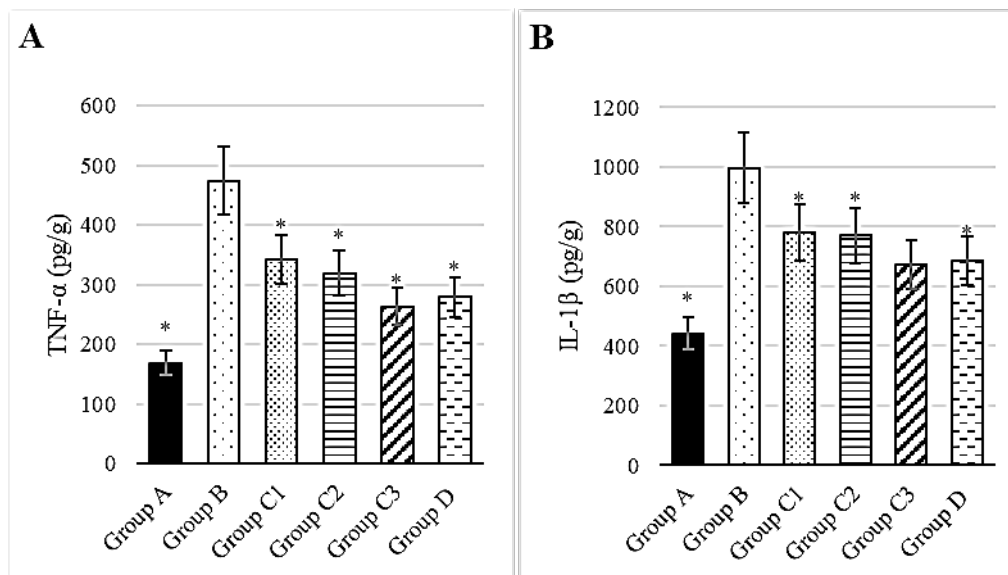 A
TNF-α (pg/g)
600
500
400
300
200
100
0
*
*
*
*
*
Group A
Group B
Group C1
Group C2
Group C3
Group D
B
IL-1β (pg/g)
1200
1000
800
600
400
200
0
*
*
*
*
Group A
Group B
Group C1
Group C2
Group C3
Group D